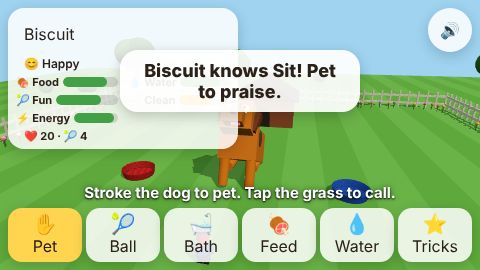 Biscuit
😊 Happy
🍖 Food
Water
🎾 Fun
Clean
⚡ Energy
❤️ 20 · 🎾 4
Biscuit knows Sit! Pet
to praise.
Stroke the dog to pet. Tap the grass to call.
Pet
Ball
Bath
Feed
Water
Tricks